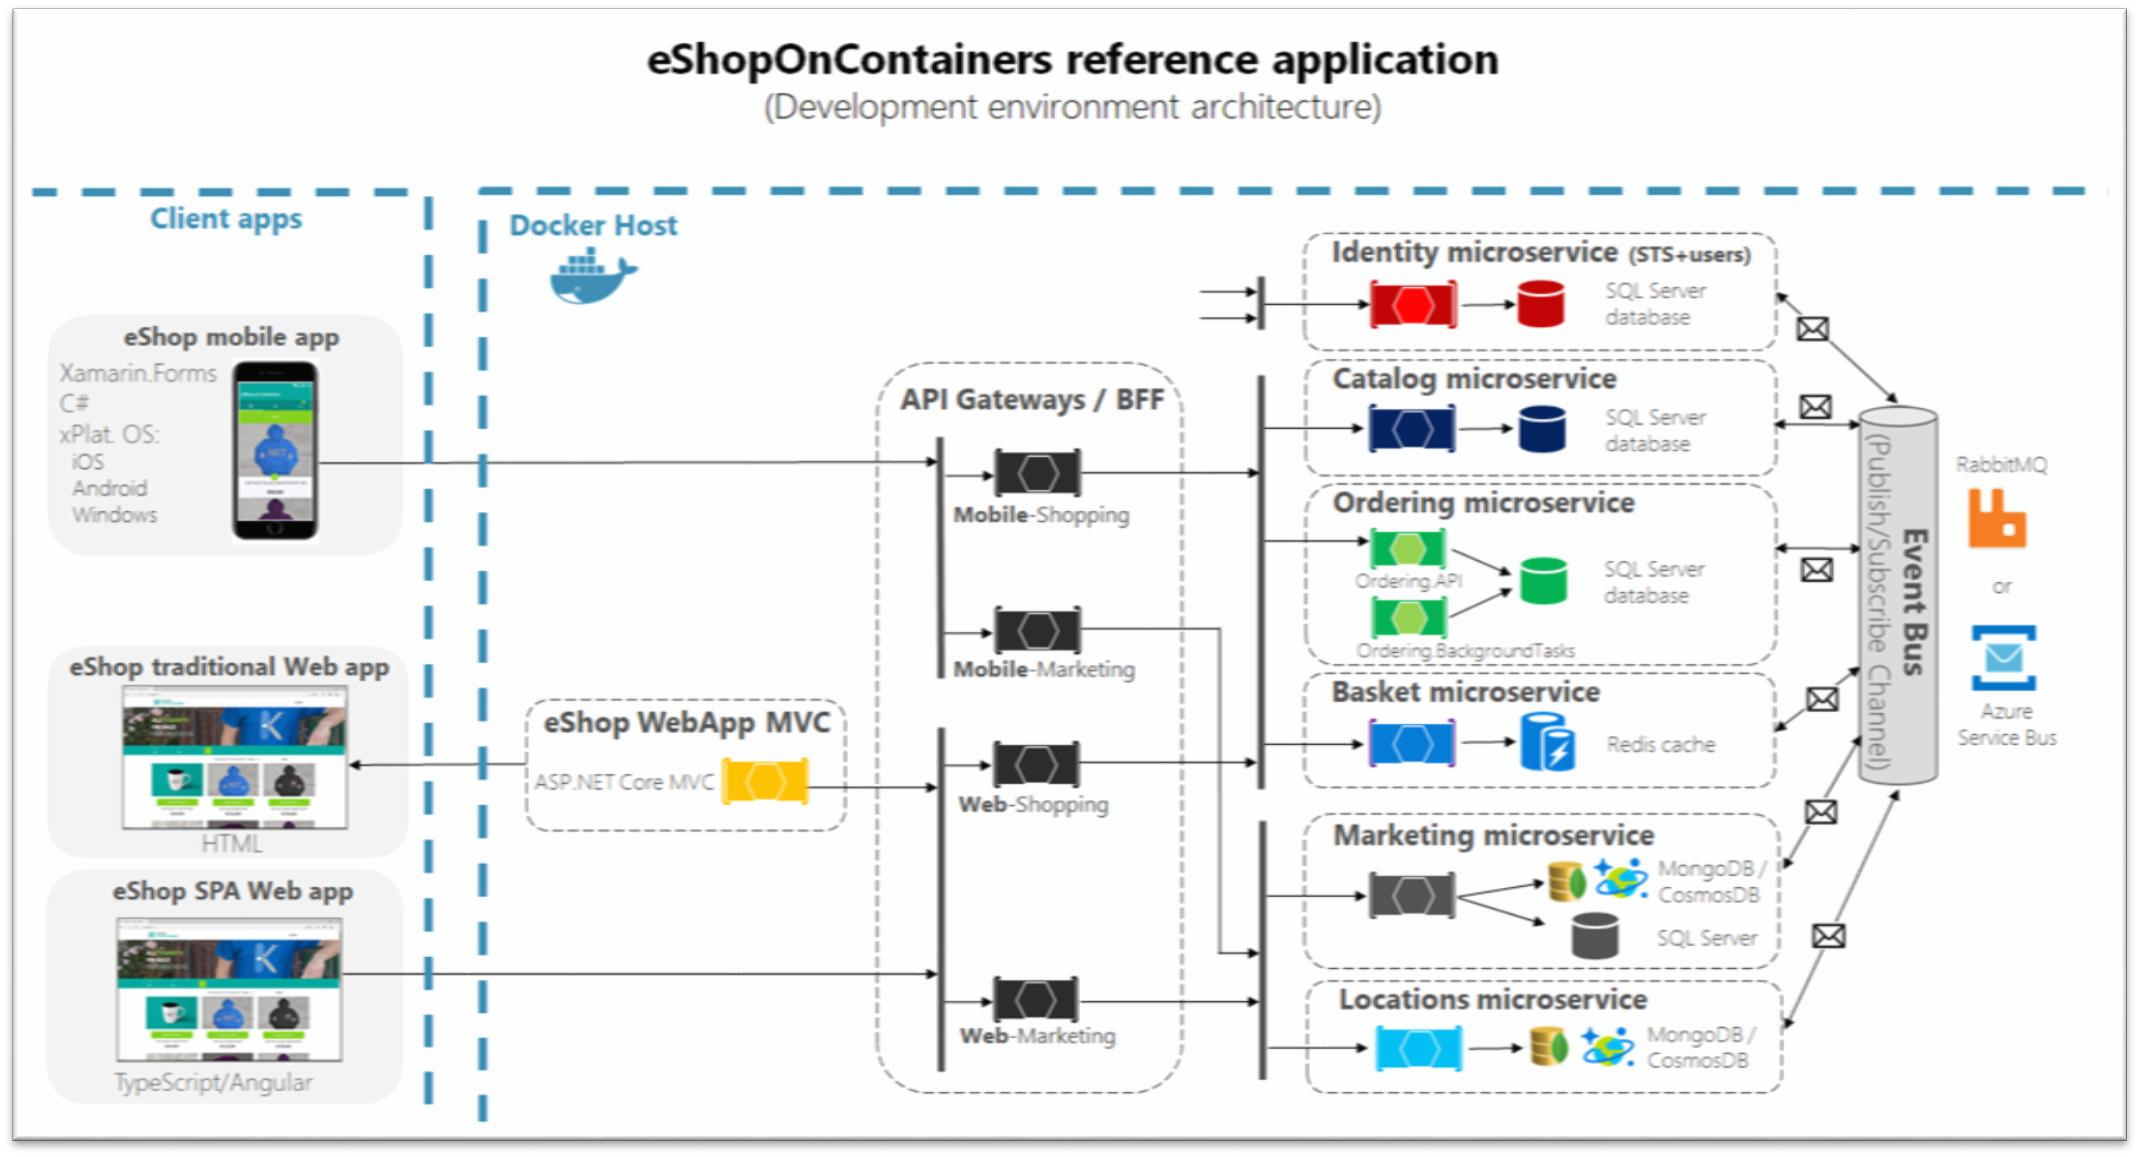 eShopOnContainers reference application
(Development environment architecture)
Client apps
eShop mobile app
Xamarin.Forms
C#
xPlat. OS:
iOS
Android
Windows
eShop traditional Web app
HTML
eShop SPA Web app
TypeScript/Angular
Docker Host
eShop WebApp MVC
ASP.NET Core MVC
API Gateways / BFF
Mobile-Shopping
Mobile-Marketing
Web-Shopping
Web-Marketing
Identity microservice (STS+users)
SQL Server
database
Catalog microservice
SQL Server
database
Ordering microservice
Ordering.API
SQL Server
database
Ordering.BackgroundTasks
Basket microservice
Redis cache
Marketing microservice
MongoDB /
CosmosDB
SQL Server
Locations microservice
MongoDB /
CosmosDB
Event Bus
(Publish/Subscribe Channel)
RabbitMQ
or
Azure
Service Bus